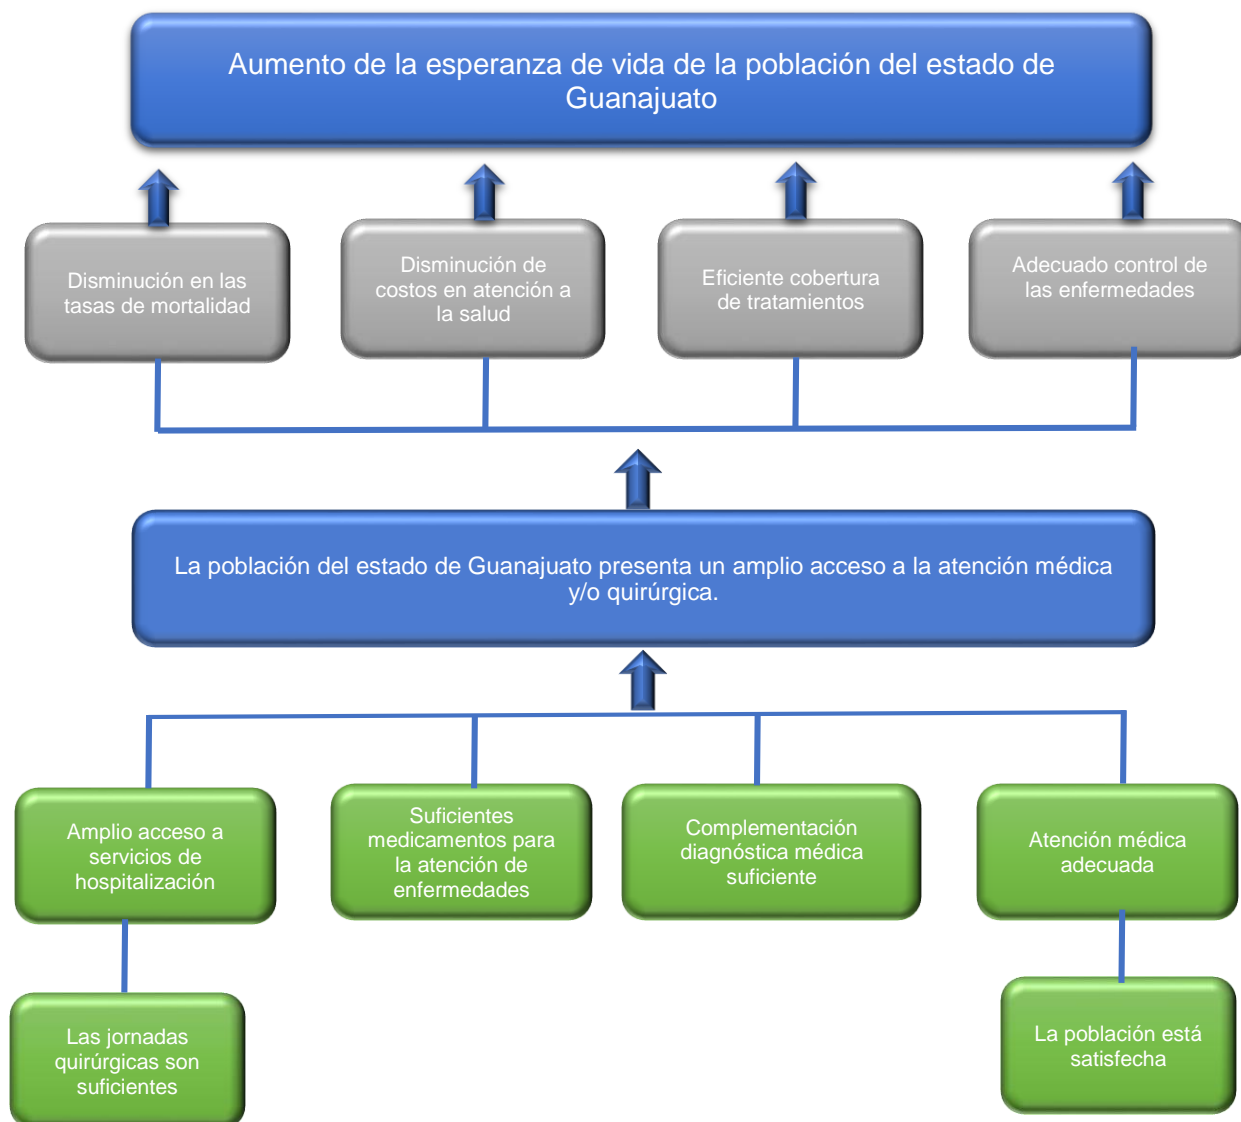 Aumento de la esperanza de vida de la población del estado de
Guanajuato
Disminución en las
tasas de mortalidad
Disminución de
costos en atención a
la salud
Eficiente cobertura
de tratamientos
Adecuado control de
las enfermedades
La población del estado de Guanajuato presenta un amplio acceso a la atención médica
y/o quirúrgica.
Amplio acceso a
servicios de
hospitalización
Suficientes
medicamentos para
la atención de
enfermedades
Complementación
diagnóstica médica
suficiente
Atención médica
adecuada
Las jornadas
quirúrgicas son
suficientes
La población está
satisfecha